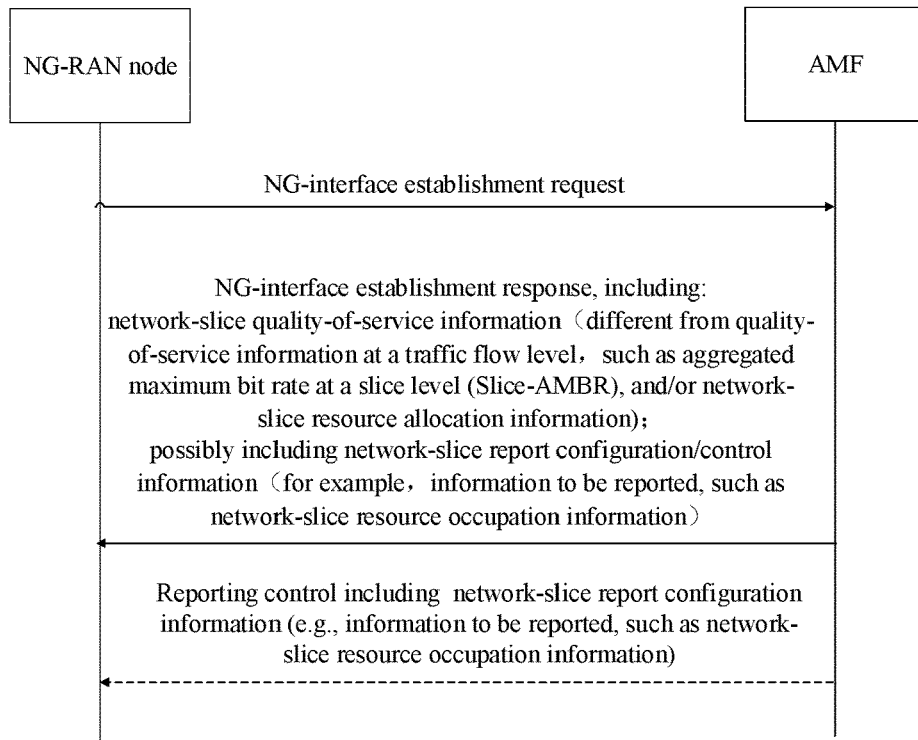 NG-RAN node
AMF
NG-interface establishment request
NG-interface establishment response, including:
network-slice quality-of-service information（different from quality-
of-service information at a traffic flow level，such as aggregated
maximum bit rate at a slice level (Slice-AMBR), and/or network-
slice resource allocation information)；
possibly including network-slice report configuration/control
information（for example，information to be reported, such as
network-slice resource occupation information）
Reporting control including network-slice report configuration
information (e.g., information to be reported, such as network-
slice resource occupation information)